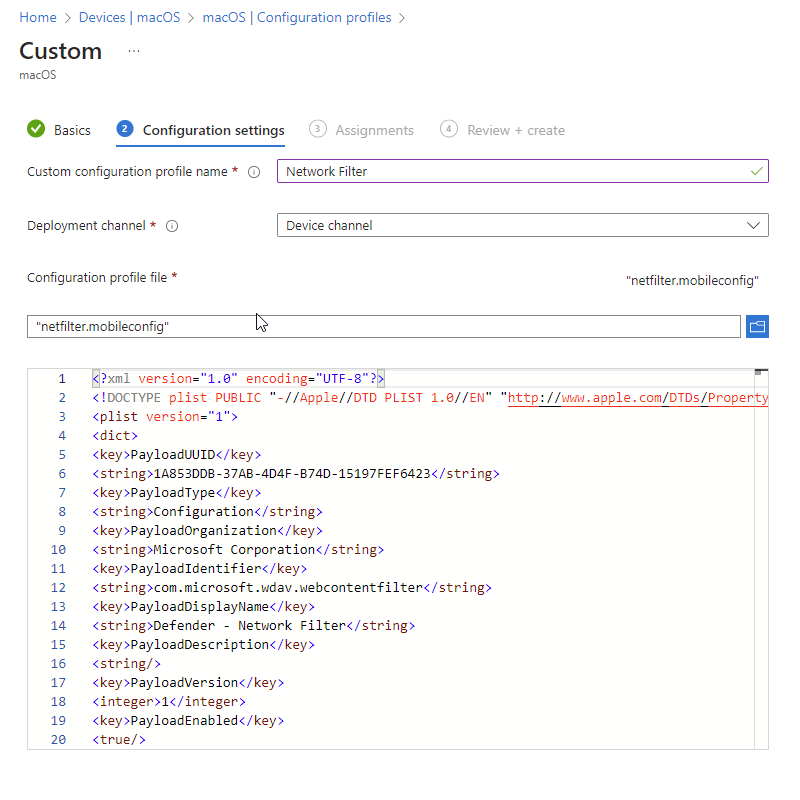 Home > Devices | macOS > macOS | Configuration profiles >
Custom ...
macOS
Basics 2 Configuration settings 3 Assignments 4 Review + create
Custom configuration profile name * Network Filter
Deployment channel * Device channel
Configuration profile file *
"netfilter.mobileconfig"
"netfilter.mobileconfig"
1 <?xml version="1.0" encoding="UTF-8"?>
2 <!DOCTYPE plist PUBLIC "-//Apple//DTD PLIST 1.0//EN" "http://www.apple.com/DTDs/Property
3 <plist version="1">
4 <dict>
5 <key>PayloadUUID</key>
6 <string>1A853DDB-37AB-4D4F-B74D-15197FEF6423</string>
7 <key>PayloadType</key>
8 <string>Configuration</string>
9 <key>PayloadOrganization</key>
10 <string>Microsoft Corporation</string>
11 <key>PayloadIdentifier</key>
12 <string>com.microsoft.wdav.webcontentfilter</string>
13 <key>PayloadDisplayName</key>
14 <string>Defender - Network Filter</string>
15 <key>PayloadDescription</key>
16 <string/>
17 <key>PayloadVersion</key>
18 <integer>1</integer>
19 <key>PayloadEnabled</key>
20 <true/>